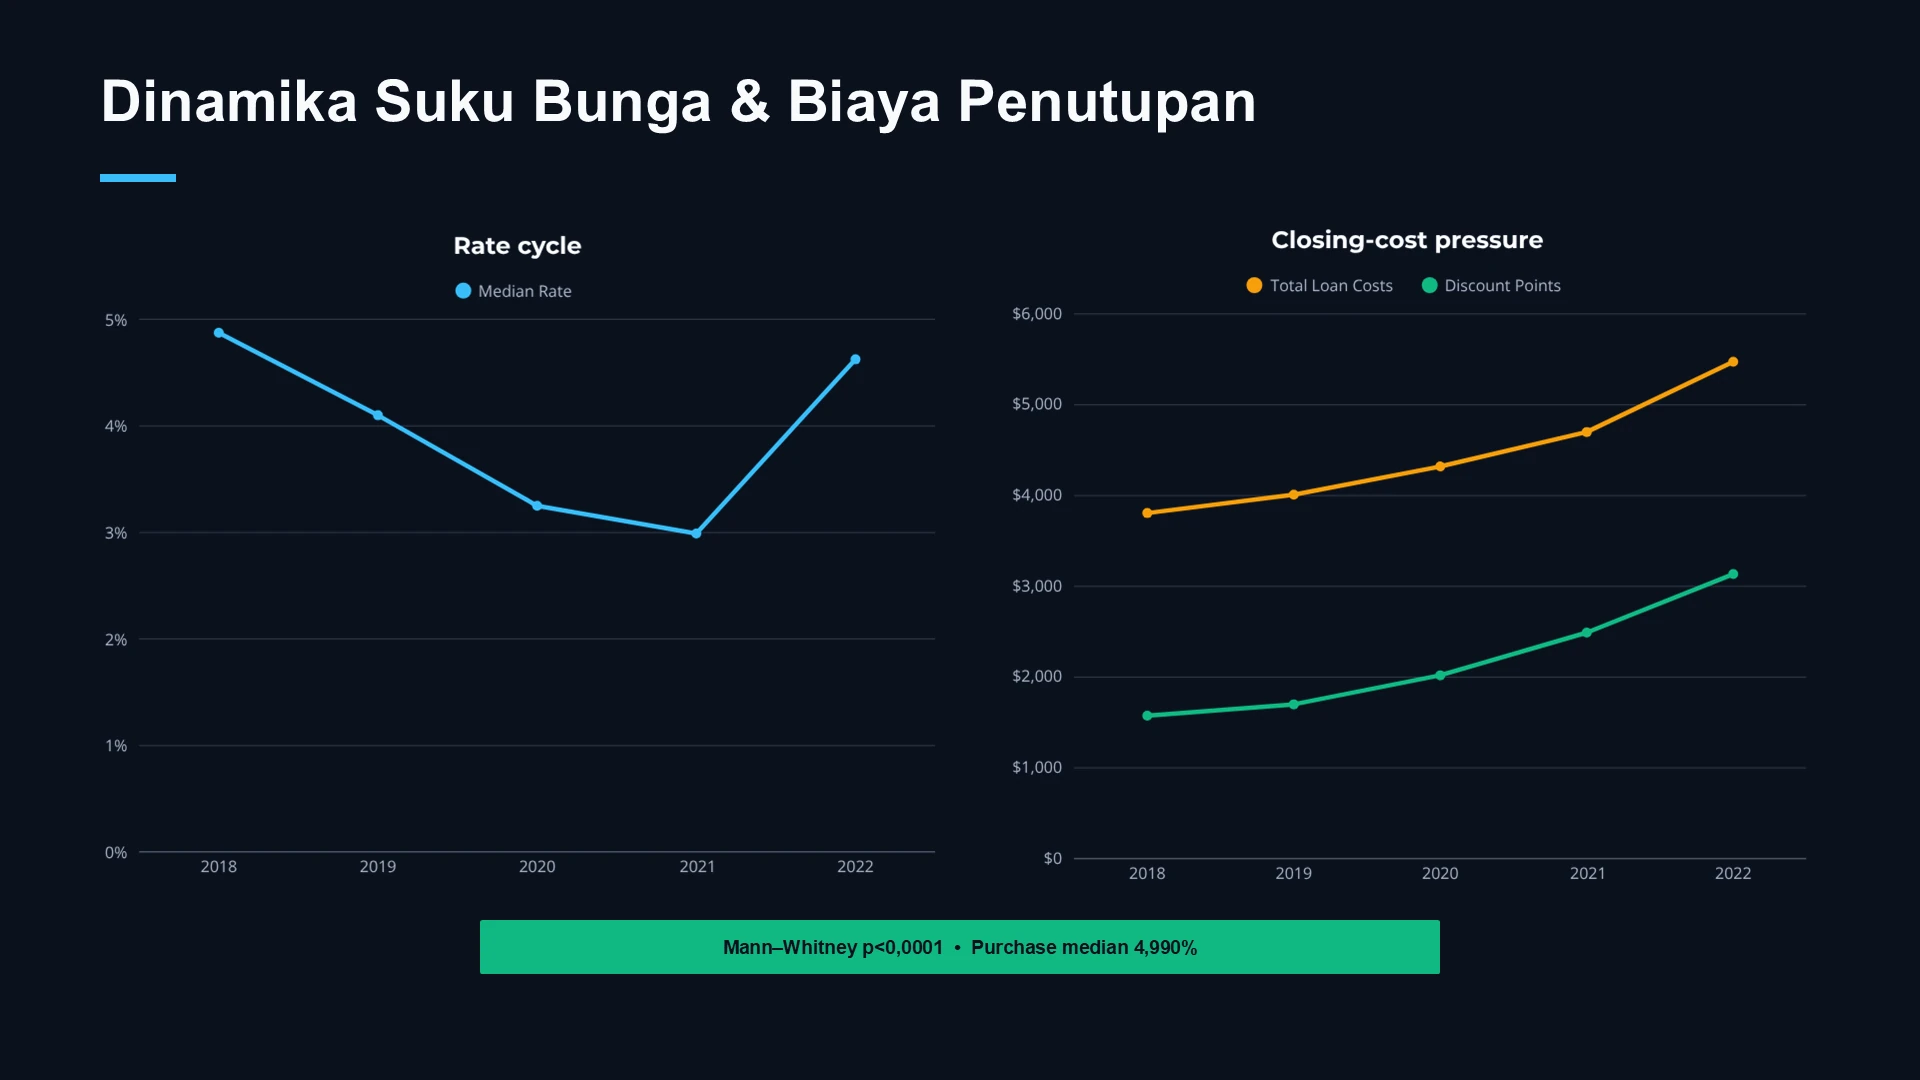 Dinamika Suku Bunga & Biaya Penutupan
Rate cycle
Median Rate
5%
4%
3%
2%
1%
0%
2018 2019 2020 2021 2022
Closing-cost pressure
Total Loan Costs Discount Points
$6,000
$5,000
$4,000
$3,000
$2,000
$1,000
$0
2018 2019 2020 2021 2022
Mann–Whitney p<0,0001 • Purchase median 4,990%